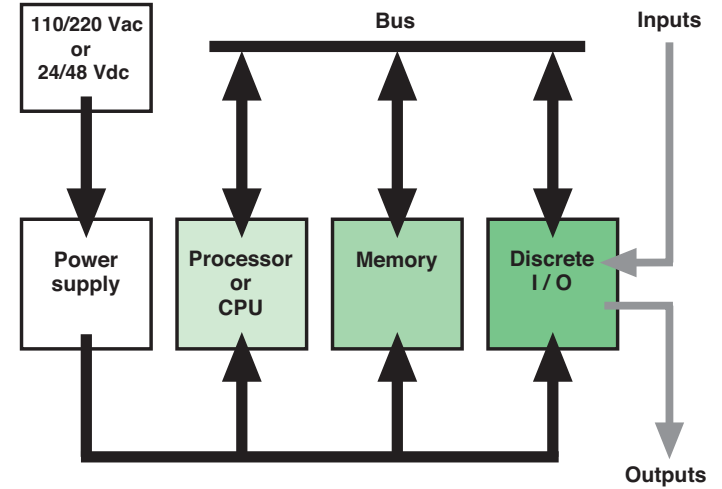 110/220 Vac
or
24/48 Vdc
Bus
Inputs
Power
supply
Processor
or
CPU
Memory
Discrete
I / O
Outputs